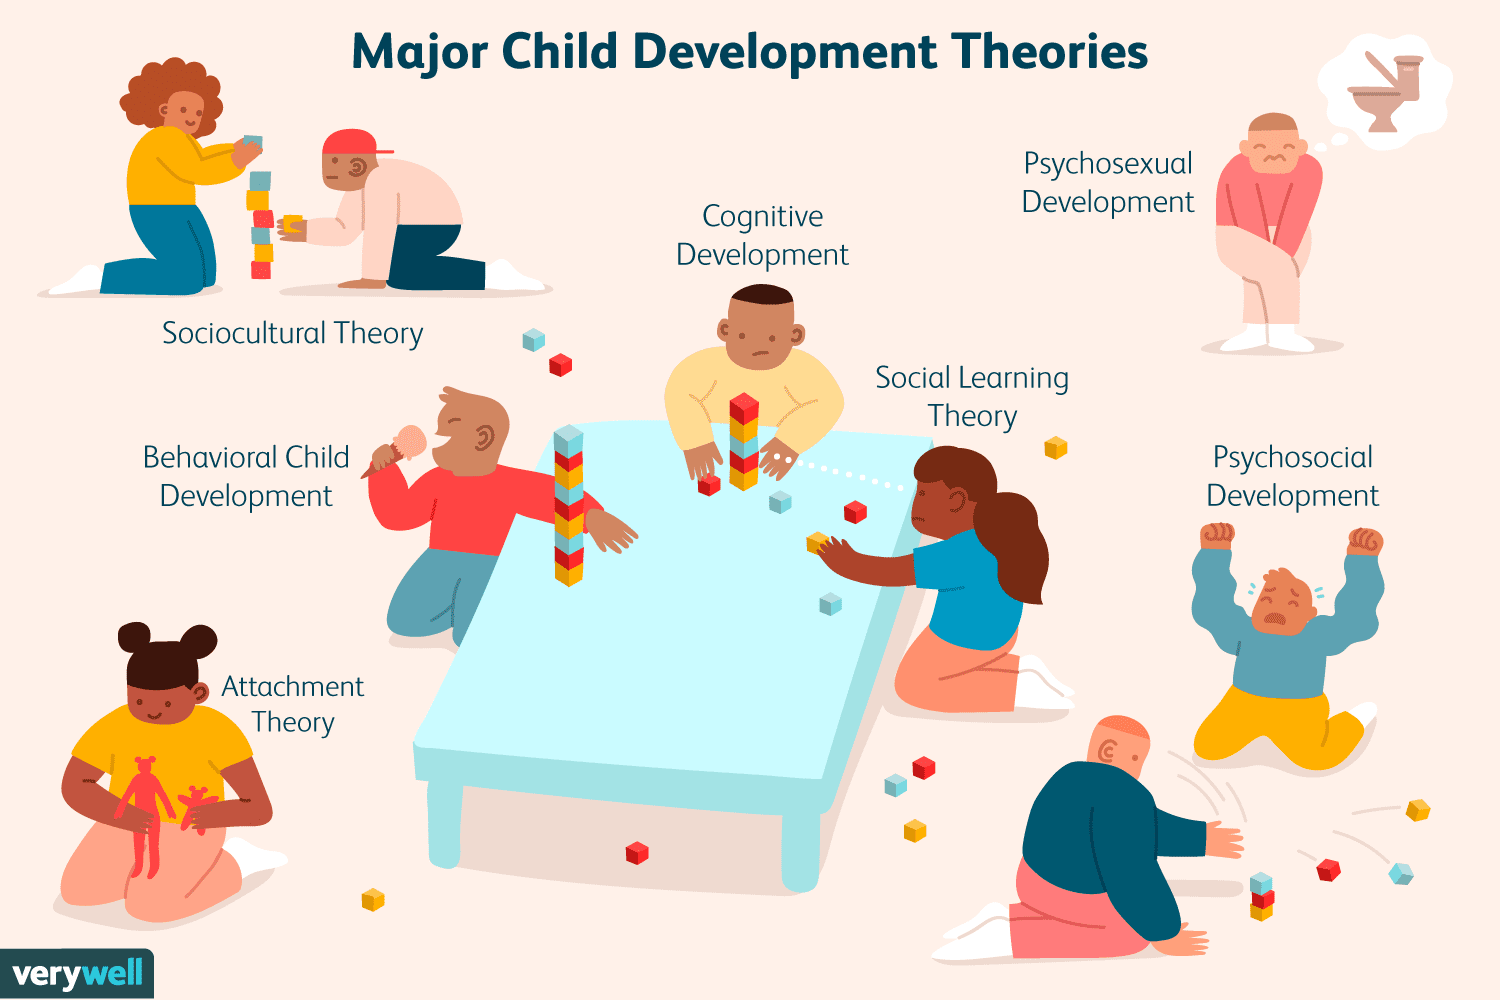 Major Child Development Theories
Psychosexual
Development
Cognitive
Development
Sociocultural Theory
Social Learning
Theory
Behavioral Child
Development
Psychosocial
Development
Attachment
Theory
verywell